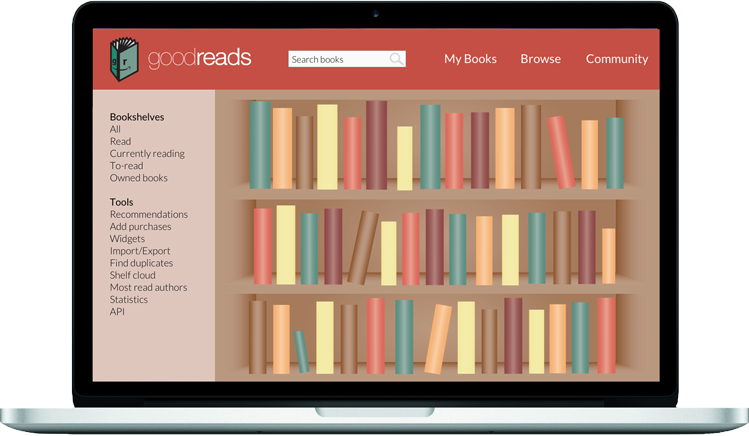 g r
goodreads
Search books
My Books
Browse
Community
Bookshelves
All
Read
Currently reading
To-read
Owned books
Tools
Recommendations
Add purchases
Widgets
Import/Export
Find duplicates
Shelf cloud
Most read authors
Statistics
API